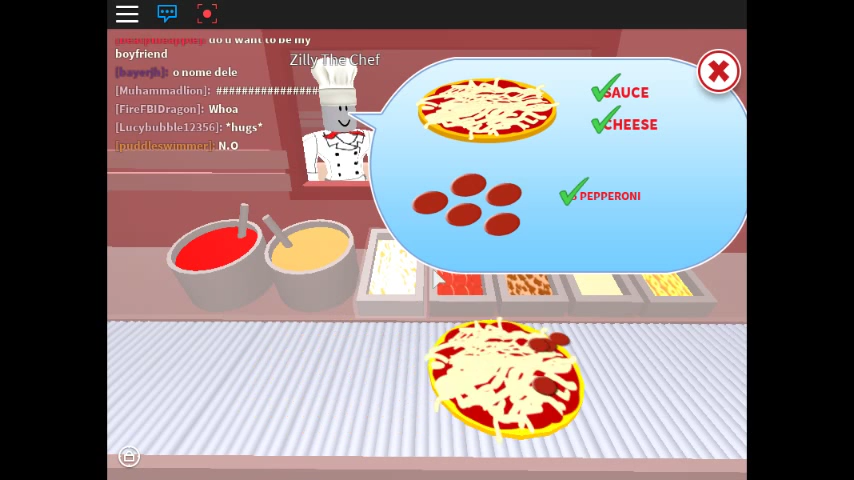 do u want to be my
boyfriend
[bayerjh]: o nome dele
[Muhammadlion]: ################
[FireFBIDragon]: Whoa
[Lucybubble12356]: *hugs*
[puddleswimmer]: N.O
Zilly The Chef
SAUCE
CHEESE
PEPPERONI